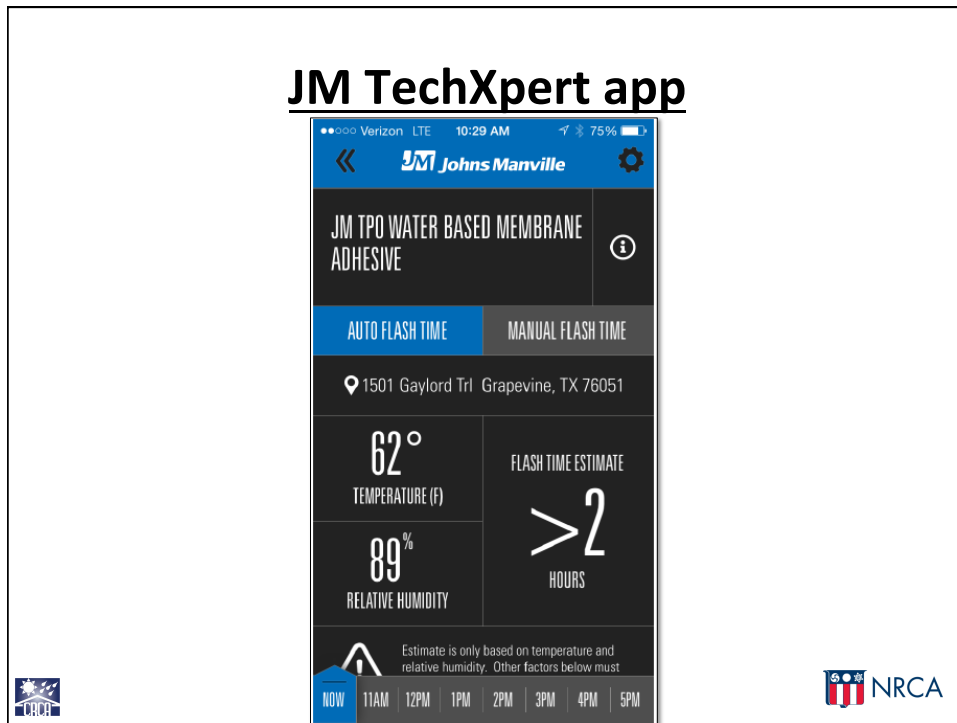 JM TechXpert app
Verizon LTE 10:29 AM 75%
JM Johns Manville
JM TPO WATER BASED MEMBRANE
ADHESIVE
AUTO FLASH TIME MANUAL FLASH TIME
1501 Gaylord Trl Grapevine, TX 76051
62°
TEMPERATURE (F)
FLASH TIME ESTIMATE
>2
HOURS
89%
RELATIVE HUMIDITY
Estimate is only based on temperature and
relative humidity. Other factors below must
NOW 11AM 12PM 1PM 2PM 3PM 4PM 5PM
CRCA
NRCA